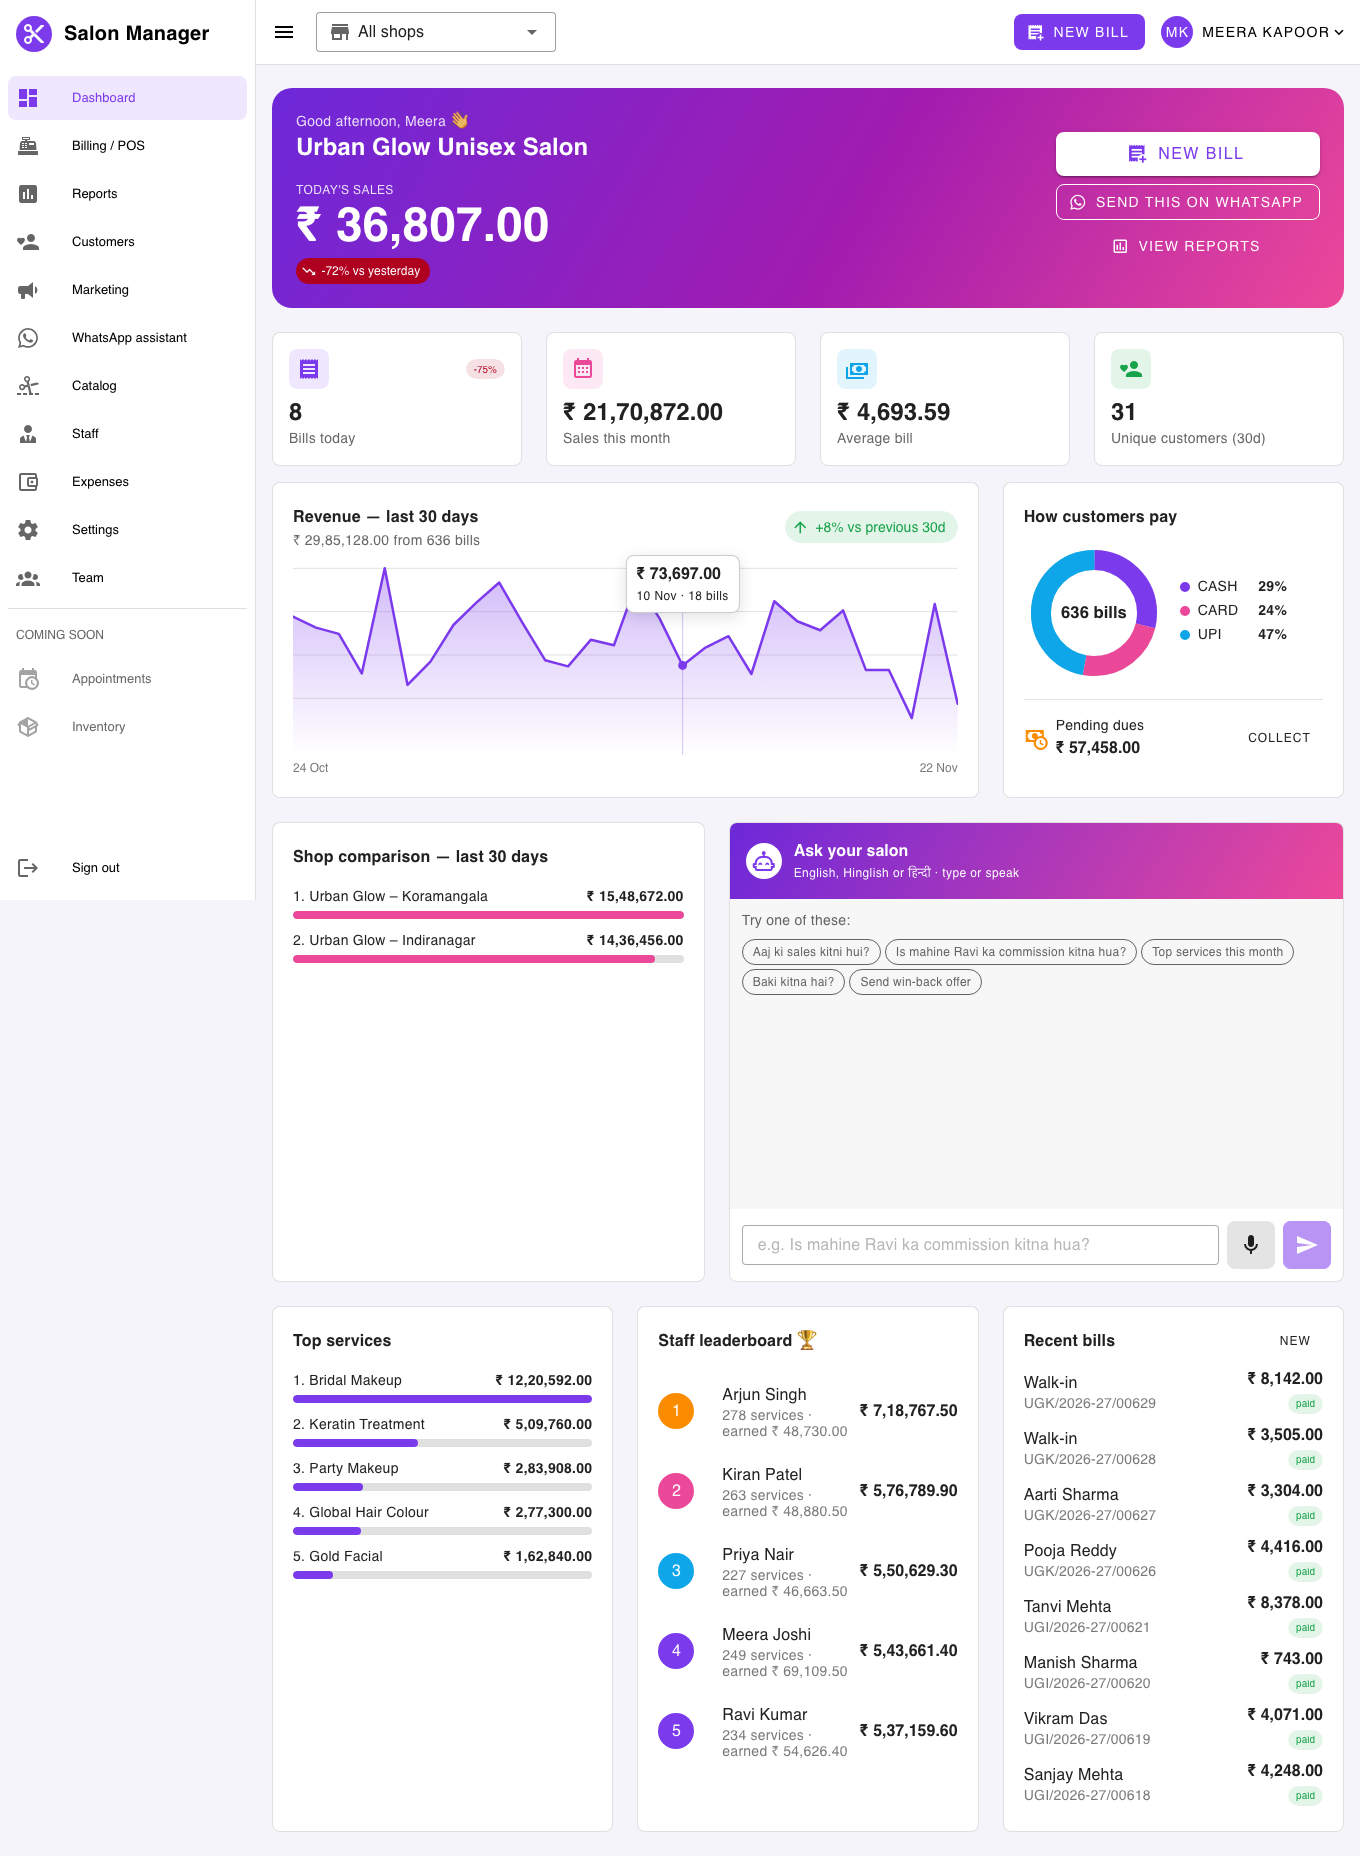 Salon Manager
All shops
NEW BILL
MK
MEERA KAPOOR
Dashboard
Billing / POS
Reports
Customers
Marketing
WhatsApp assistant
Catalog
Staff
Expenses
Settings
Team
COMING SOON
Appointments
Inventory
Sign out
Good afternoon, Meera 👋
Urban Glow Unisex Salon
TODAY'S SALES
₹ 36,807.00
-72% vs yesterday
NEW BILL
SEND THIS ON WHATSAPP
VIEW REPORTS
-75%
8
Bills today
₹ 21,70,872.00
Sales this month
₹ 4,693.59
Average bill
31
Unique customers (30d)
Revenue — last 30 days
₹ 29,85,128.00 from 636 bills
+8% vs previous 30d
₹ 73,697.00
10 Nov · 18 bills
24 Oct
22 Nov
How customers pay
636 bills
CASH 29%
CARD 24%
UPI 47%
Pending dues
₹ 57,458.00
COLLECT
Shop comparison — last 30 days
1. Urban Glow – Koramangala ₹ 15,48,672.00
2. Urban Glow – Indiranagar ₹ 14,36,456.00
Ask your salon
English, Hinglish or हिन्दी · type or speak
Try one of these:
Aaj ki sales kitni hui?
Is mahine Ravi ka commission kitna hua?
Top services this month
Baki kitna hai?
Send win-back offer
e.g. Is mahine Ravi ka commission kitna hua?
Top services
1. Bridal Makeup ₹ 12,20,592.00
2. Keratin Treatment ₹ 5,09,760.00
3. Party Makeup ₹ 2,83,908.00
4. Global Hair Colour ₹ 2,77,300.00
5. Gold Facial ₹ 1,62,840.00
Staff leaderboard 🏆
1
Arjun Singh
278 services ·
earned ₹ 48,730.00
₹ 7,18,767.50
2
Kiran Patel
263 services ·
earned ₹ 48,880.50
₹ 5,76,789.90
3
Priya Nair
227 services ·
earned ₹ 46,663.50
₹ 5,50,629.30
4
Meera Joshi
249 services ·
earned ₹ 69,109.50
₹ 5,43,661.40
5
Ravi Kumar
234 services ·
earned ₹ 54,626.40
₹ 5,37,159.60
Recent bills
NEW
Walk-in
UGK/2026-27/00629
₹ 8,142.00
paid
Walk-in
UGK/2026-27/00628
₹ 3,505.00
paid
Aarti Sharma
UGK/2026-27/00627
₹ 3,304.00
paid
Pooja Reddy
UGK/2026-27/00626
₹ 4,416.00
paid
Tanvi Mehta
UGI/2026-27/00621
₹ 8,378.00
paid
Manish Sharma
UGI/2026-27/00620
₹ 743.00
paid
Vikram Das
UGI/2026-27/00619
₹ 4,071.00
paid
Sanjay Mehta
UGI/2026-27/00618
₹ 4,248.00
paid